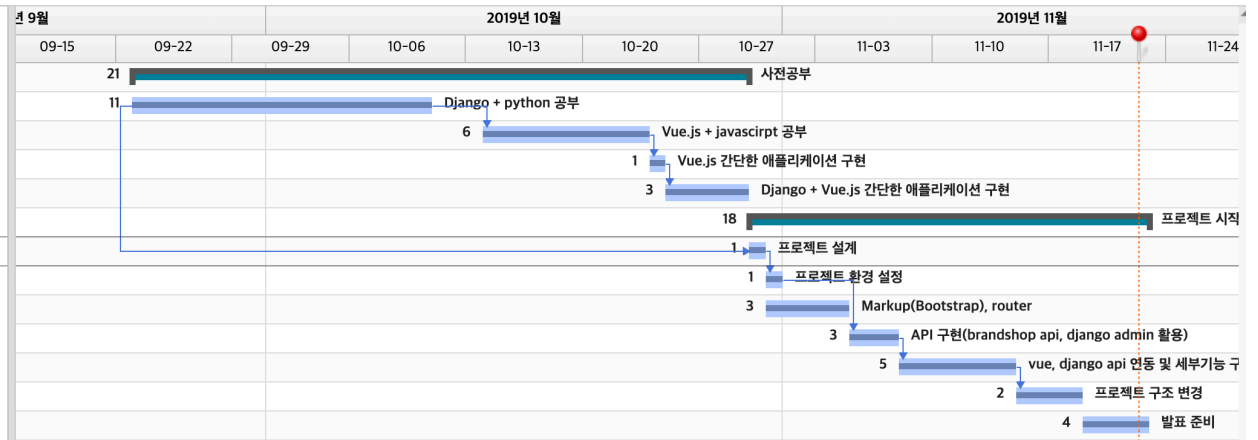 년 9월 2019년 10월 2019년 11월
09-15 09-22 09-29 10-06 10-13 10-20 10-27 11-03 11-10 11-17 11-24
21 사전공부
11 Django + python 공부
6 Vue.js + javascirpt 공부
1 Vue.js 간단한 애플리케이션 구현
3 Django + Vue.js 간단한 애플리케이션 구현
18 프로젝트 시작
1 프로젝트 설계
1 프로젝트 환경 설정
3 Markup(Bootstrap), router
3 API 구현(brandshop api, django admin 활용)
5 vue, django api 연동 및 세부기능 구
2 프로젝트 구조 변경
4 발표 준비